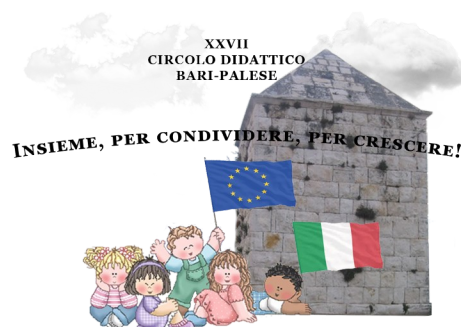 XXVII
CIRCOLO DIDATTICO
BARI-PALESE
INSIEME, PER CONDIVIDERE, PER CRESCERE!